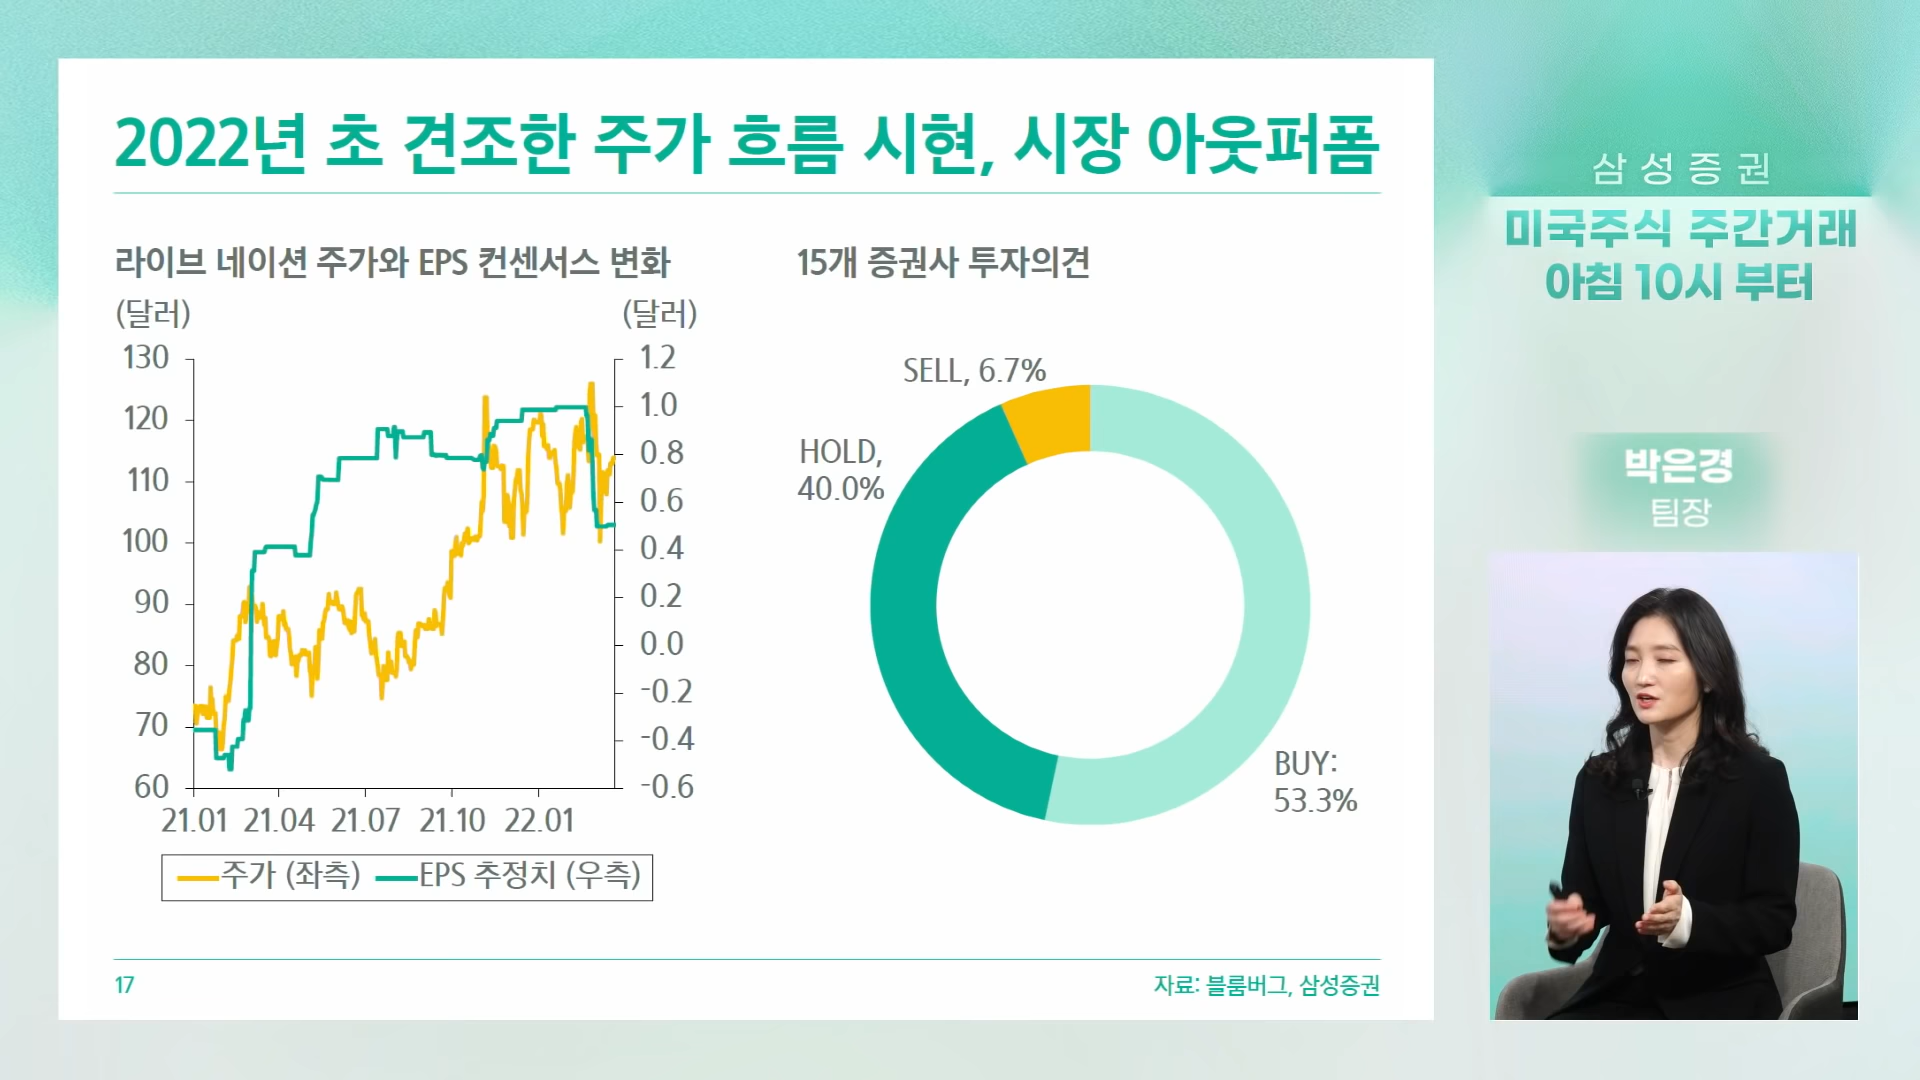 2022년 초 견조한 주가 흐름 시현, 시장 아웃퍼폼
라이브 네이션 주가와 EPS 컨센서스 변화
(달러)
(달러)
130
120
110
100
90
80
70
60
1.2
1.0
0.8
0.6
0.4
0.2
0.0
-0.2
-0.4
-0.6
21.01 21.04 21.07 21.10 22.01
주가 (좌측) EPS 추정치 (우측)
15개 증권사 투자의견
SELL, 6.7%
HOLD,
40.0%
BUY:
53.3%
17
자료: 블룸버그, 삼성증권
삼성증권
미국주식 주간거래
아침 10시 부터
박은경
팀장